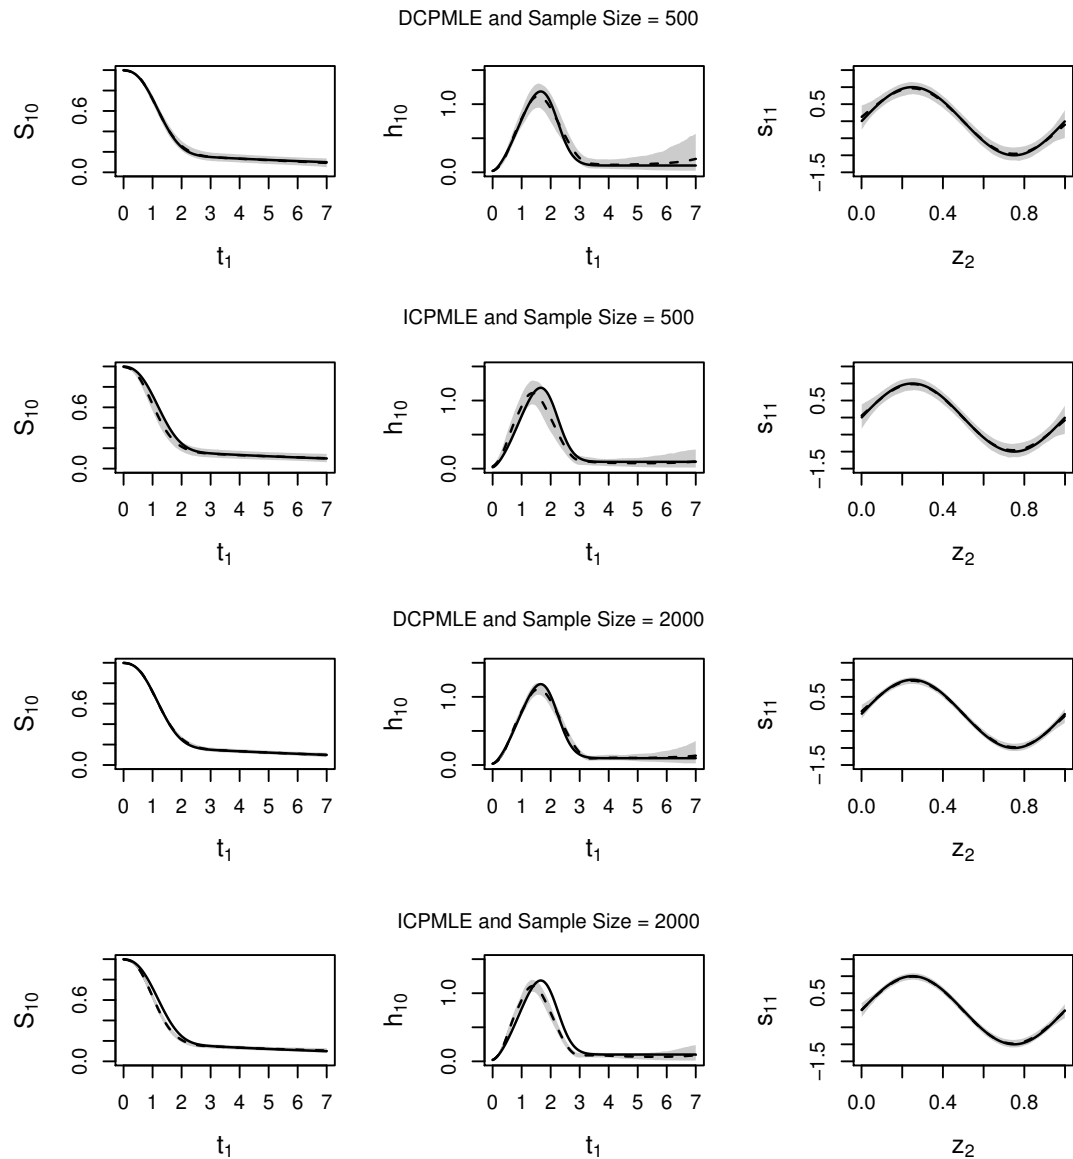 DCPMLE and Sample Size = 500
S₁₀
0.0 0.6
0 1 2 3 4 5 6 7
t₁
h₁₀
0.0 1.0
0 1 2 3 4 5 6 7
t₁
s₁₁
−1.5 0.5
0.0 0.4 0.8
z₂
ICPMLE and Sample Size = 500
S₁₀
0.0 0.6
0 1 2 3 4 5 6 7
t₁
h₁₀
0.0 1.0
0 1 2 3 4 5 6 7
t₁
s₁₁
−1.5 0.5
0.0 0.4 0.8
z₂
DCPMLE and Sample Size = 2000
S₁₀
0.0 0.6
0 1 2 3 4 5 6 7
t₁
h₁₀
0.0 1.0
0 1 2 3 4 5 6 7
t₁
s₁₁
−1.5 0.5
0.0 0.4 0.8
z₂
ICPMLE and Sample Size = 2000
S₁₀
0.0 0.6
0 1 2 3 4 5 6 7
t₁
h₁₀
0.0 1.0
0 1 2 3 4 5 6 7
t₁
s₁₁
−1.5 0.5
0.0 0.4 0.8
z₂